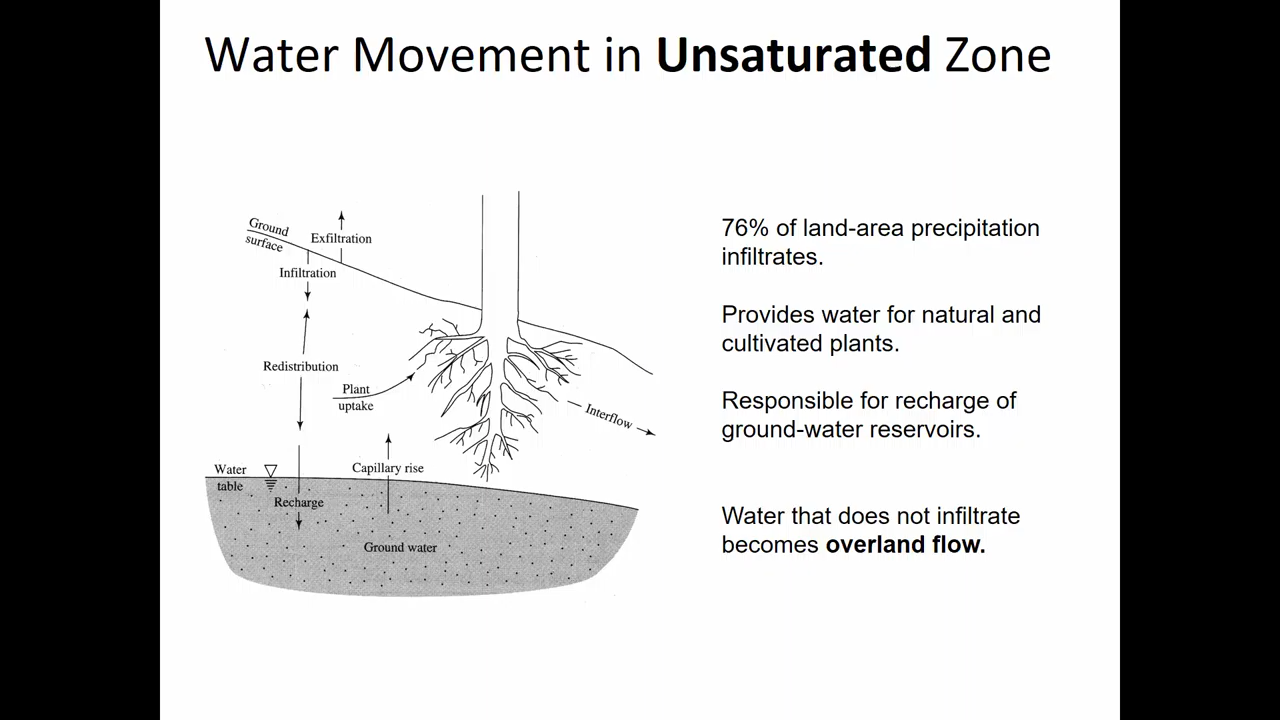 Water Movement in Unsaturated Zone
Ground
surface
Exfiltration
Infiltration
Redistribution
Plant
uptake
Interflow
Water
table
Capillary rise
Recharge
Ground water
76% of land-area precipitation
infiltrates.
Provides water for natural and
cultivated plants.
Responsible for recharge of
ground-water reservoirs.
Water that does not infiltrate
becomes overland flow.